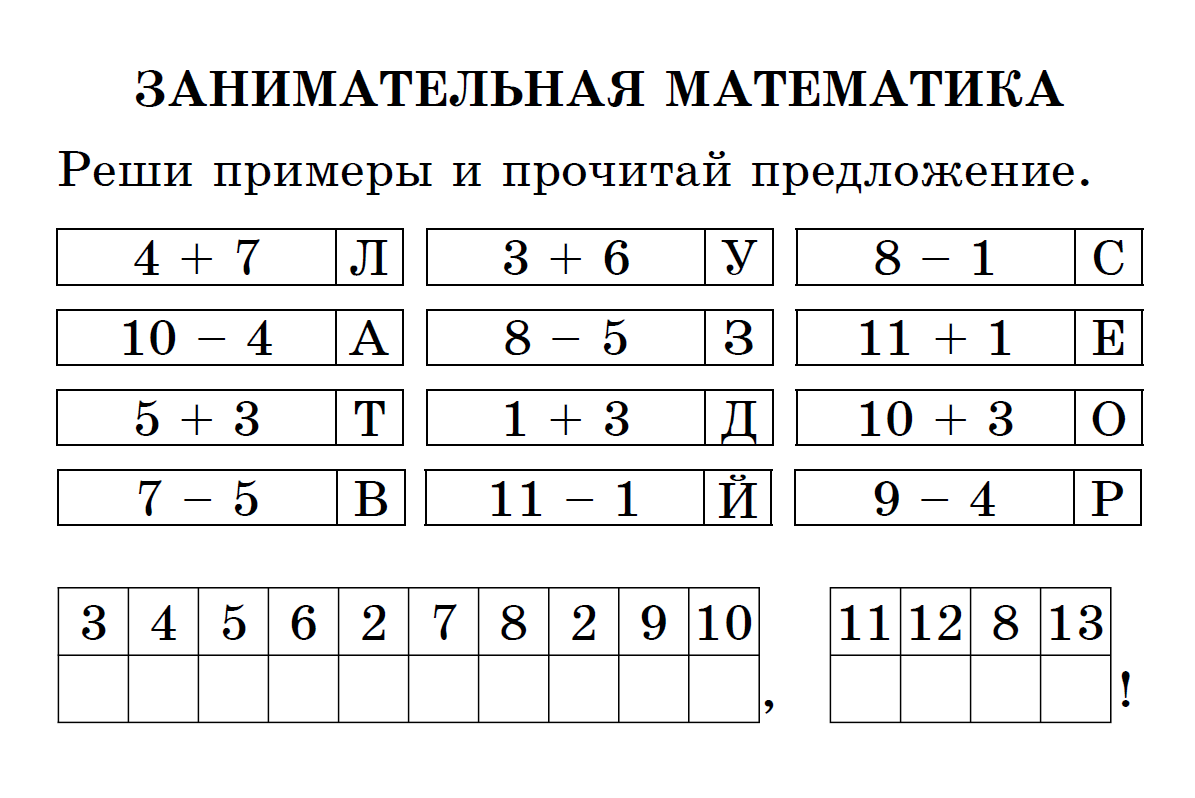 ЗАНИМАТЕЛЬНАЯ МАТЕМАТИКА
Реши примеры и прочитай предложение.
4 + 7 Л 3 + 6 У 8 – 1 С
10 – 4 А 8 – 5 З 11 + 1 Е
5 + 3 Т 1 + 3 Д 10 + 3 О
7 – 5 В 11 – 1 Й 9 – 4 Р
3 4 5 6 2 7 8 2 9 10 11 12 8 13
, !